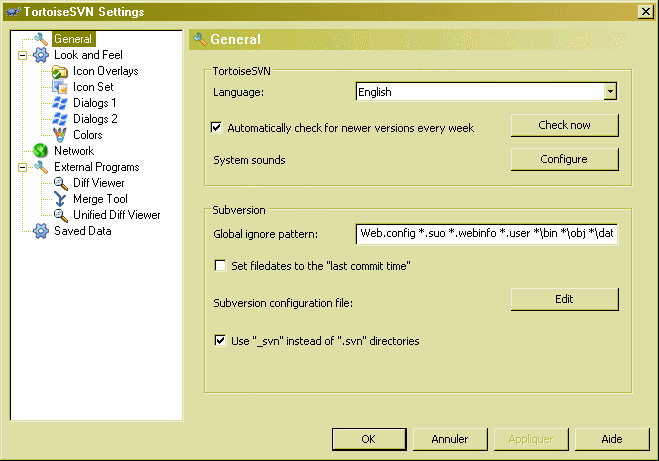 TortoiseSVN Settings
General
Look and Feel
Icon Overlays
Icon Set
Dialogs 1
Dialogs 2
Colors
Network
External Programs
Diff Viewer
Merge Tool
Unified Diff Viewer
Saved Data
General
TortoiseSVN
Language: English
Automatically check for newer versions every week Check now
System sounds Configure
Subversion
Global ignore pattern: Web.config *.suo *.webinfo *.user *\bin *\obj *\dat
Set filedates to the "last commit time"
Subversion configuration file: Edit
Use "_svn" instead of ".svn" directories
OK Annuler Appliquer Aide